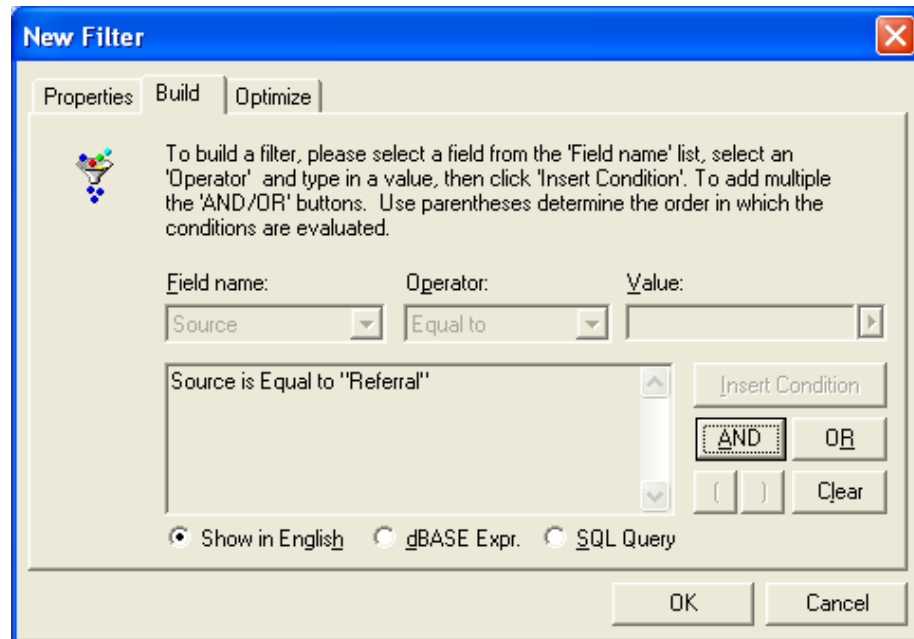 New Filter
Properties Build Optimize
To build a filter, please select a field from the 'Field name' list, select an
'Operator'  and type in a value, then click 'Insert Condition'. To add multiple
the 'AND/OR' buttons.  Use parentheses determine the order in which the
conditions are evaluated.
Field name: Operator: Value:
Source Equal to
Source is Equal to "Referral"
Insert Condition
AND OR
( ) Clear
Show in English dBASE Expr. SQL Query
OK Cancel